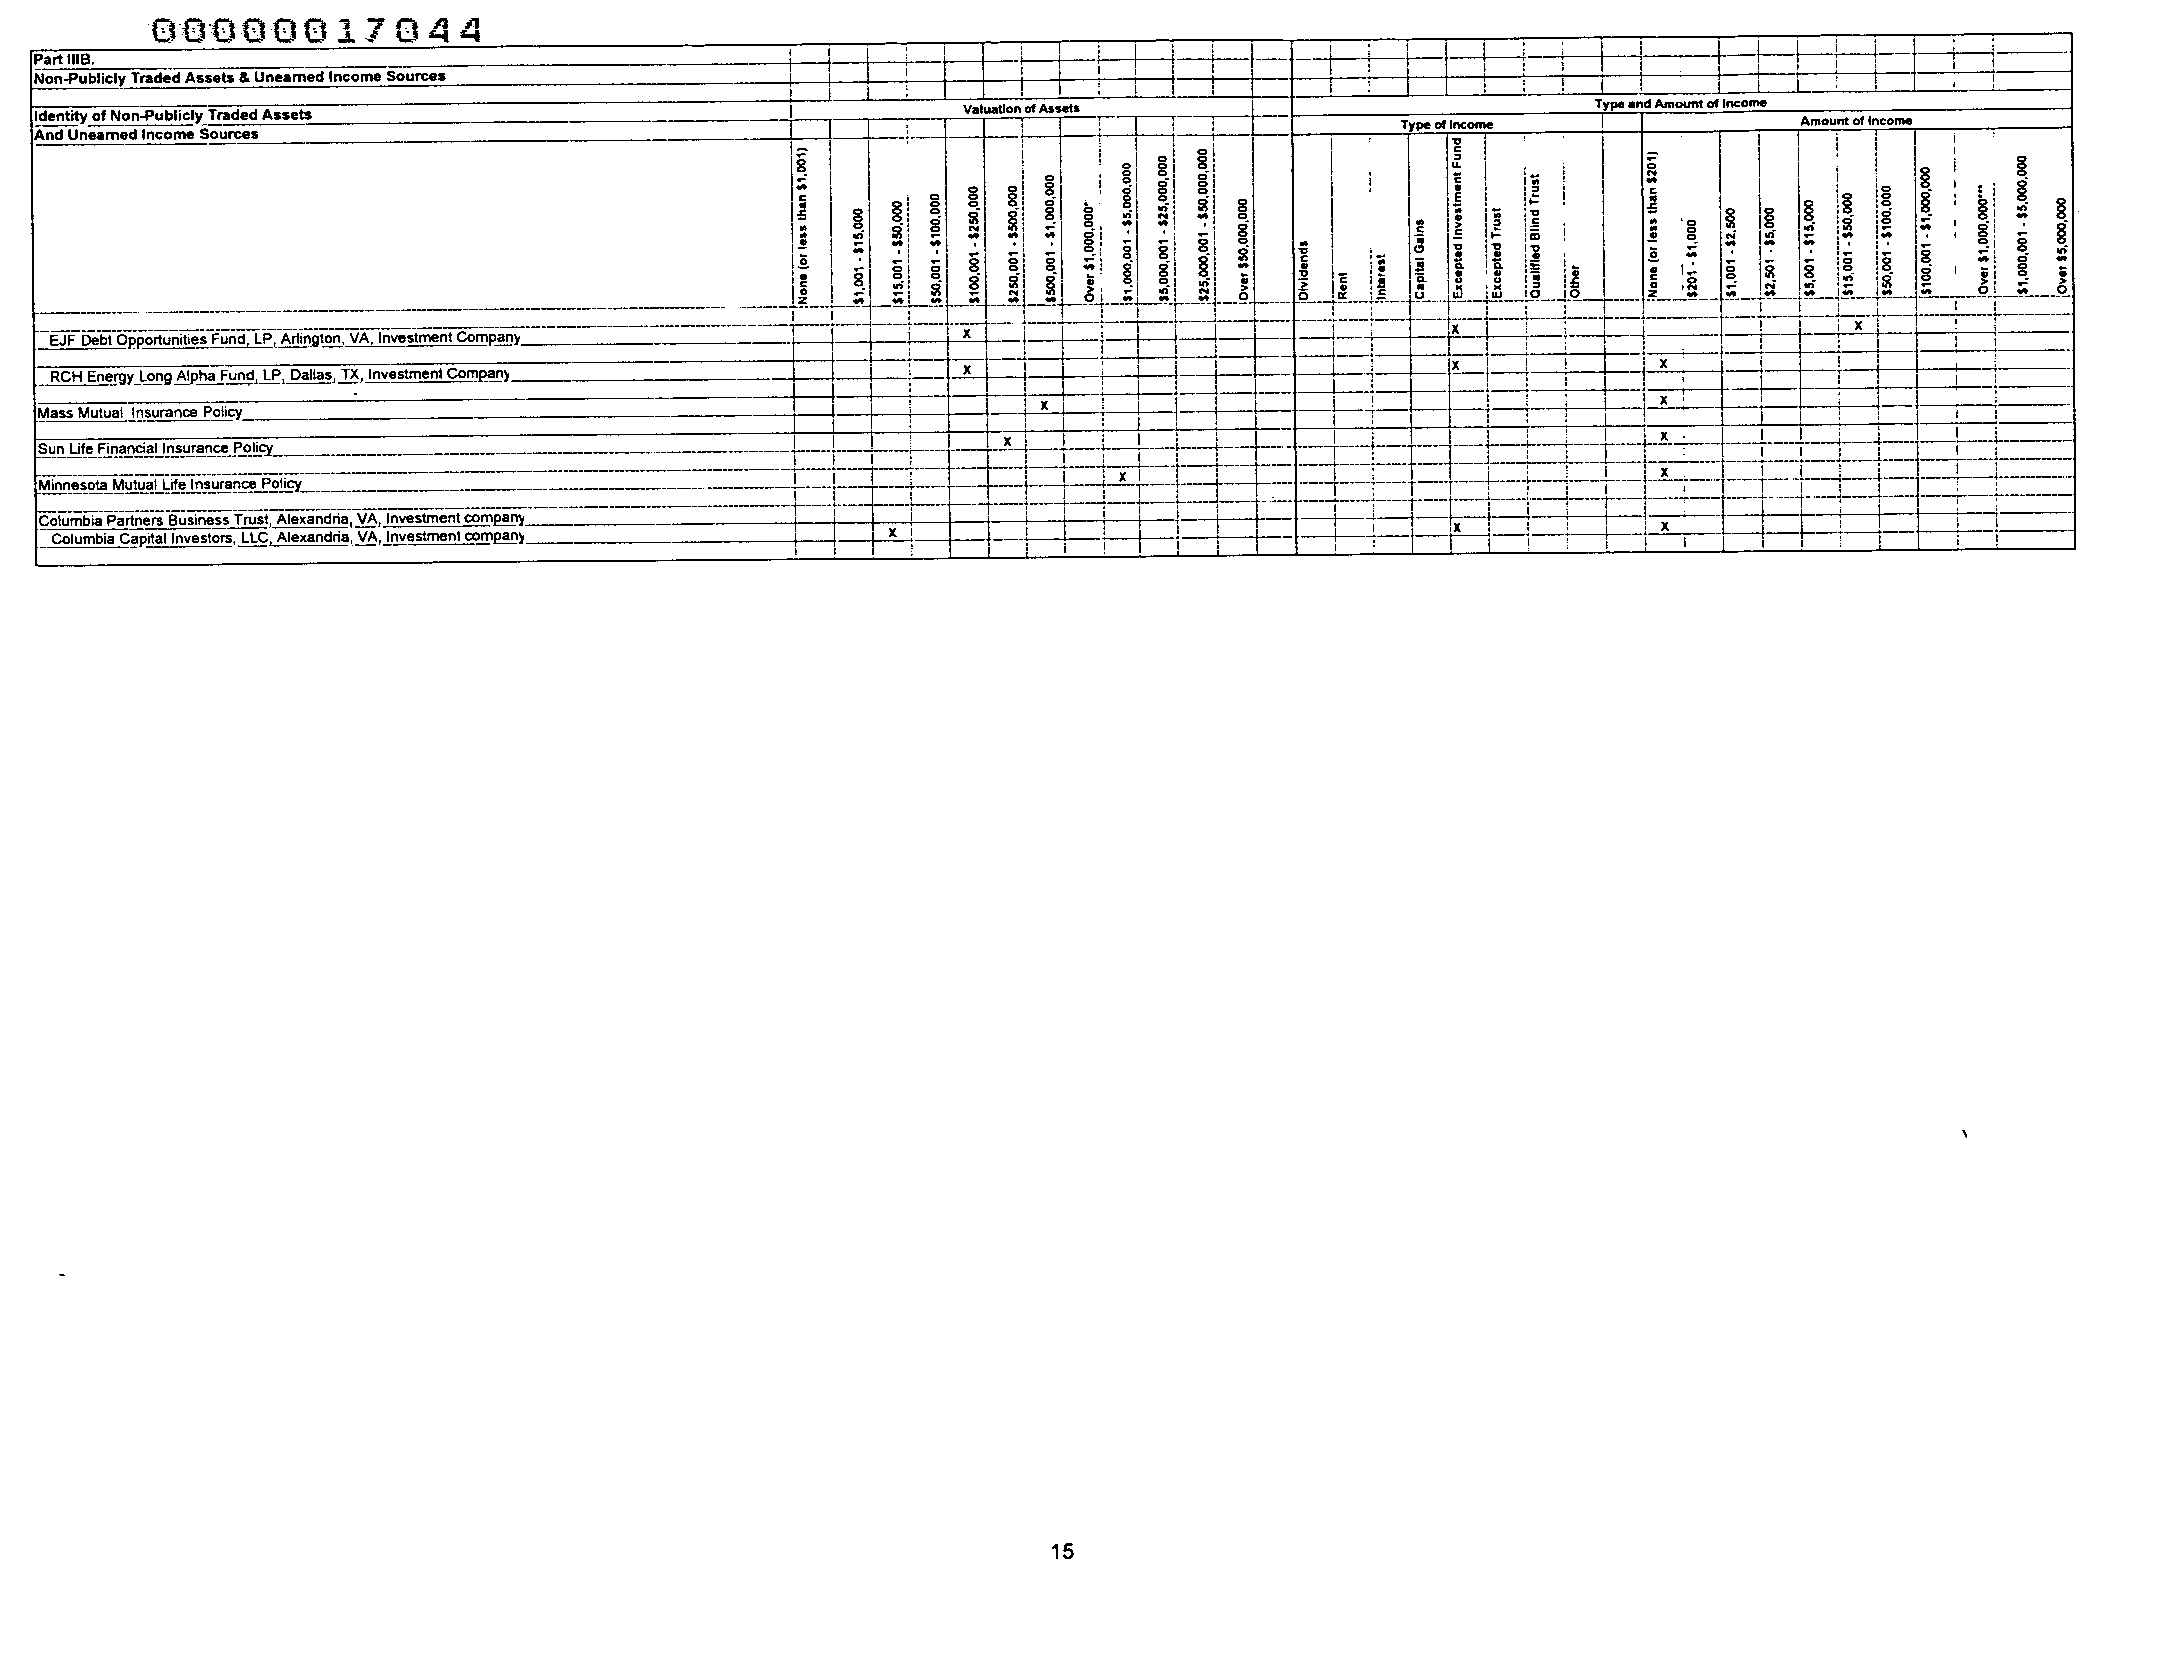 00000017044
Part IIIB.
Non-Publicly Traded Assets & Unearned Income Sources
Identity of Non-Publicly Traded Assets
And Unearned Income Sources
Valuation of Assets
Type and Amount of Income
Type of Income
Amount of Income
None (or less than $1,001)
$1,001 - $15,000
$15,001 - $50,000
$50,001 - $100,000
$100,001 - $250,000
$250,001 - $500,000
$500,001 - $1,000,000
Over $1,000,000*
$1,000,001 - $5,000,000
$5,000,001 - $25,000,000
$25,000,001 - $50,000,000
Over $50,000,000
Dividends
Rent
Interest
Capital Gains
Excepted Investment Fund
Excepted Trust
Qualified Blind Trust
Other
None (or less than $201)
$201 - $1,000
$1,001 - $2,500
$2,501 - $5,000
$5,001 - $15,000
$15,001 - $50,000
$50,001 - $100,000
$100,001 - $1,000,000
Over $1,000,000***
$1,000,001 - $5,000,000
Over $5,000,000
EJF Debt Opportunities Fund, LP, Arlington, VA, Investment Company X X X
RCH Energy Long Alpha Fund, LP, Dallas, TX, Investment Company X X X
Mass Mutual Insurance Policy X X
Sun Life Financial Insurance Policy X X
Minnesota Mutual Life Insurance Policy X X
Columbia Partners Business Trust, Alexandria, VA, Investment company
Columbia Capital Investors, LLC, Alexandria, VA, Investment company X X X
15